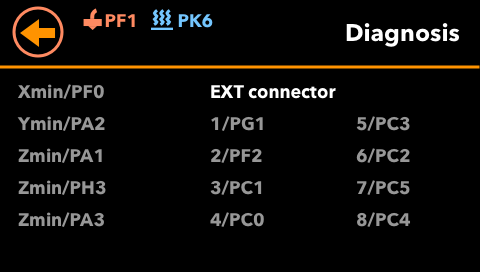 PF1 PK6
Diagnosis
Xmin/PF0 EXT connector
Ymin/PA2 1/PG1 5/PC3
Zmin/PA1 2/PF2 6/PC2
Zmin/PH3 3/PC1 7/PC5
Zmin/PA3 4/PC0 8/PC4